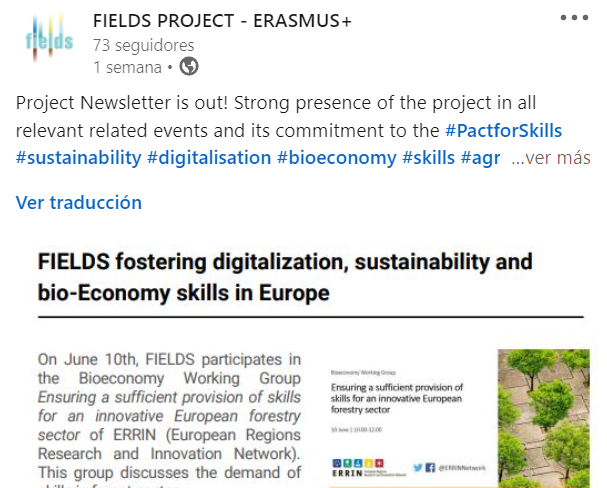 fields
FIELDS PROJECT - ERASMUS+
73 seguidores
1 semana •
Project Newsletter is out! Strong presence of the project in all
relevant related events and its commitment to the #PactforSkills
#sustainability #digitalisation #bioeconomy #skills #agr ...ver más
Ver traducción
FIELDS fostering digitalization, sustainability and
bio-Economy skills in Europe
On June 10th, FIELDS participates in
the Bioeconomy Working Group
Ensuring a sufficient provision of skills
for an innovative European forestry
sector of ERRIN (European Regions
Research and Innovation Network).
This group discusses the demand of
Bioeconomy Working Group
Ensuring a sufficient provision of
skills for an innovative European
forestry sector
10 June | 10:00-12:00
ERRIN
@ERRINNetwork